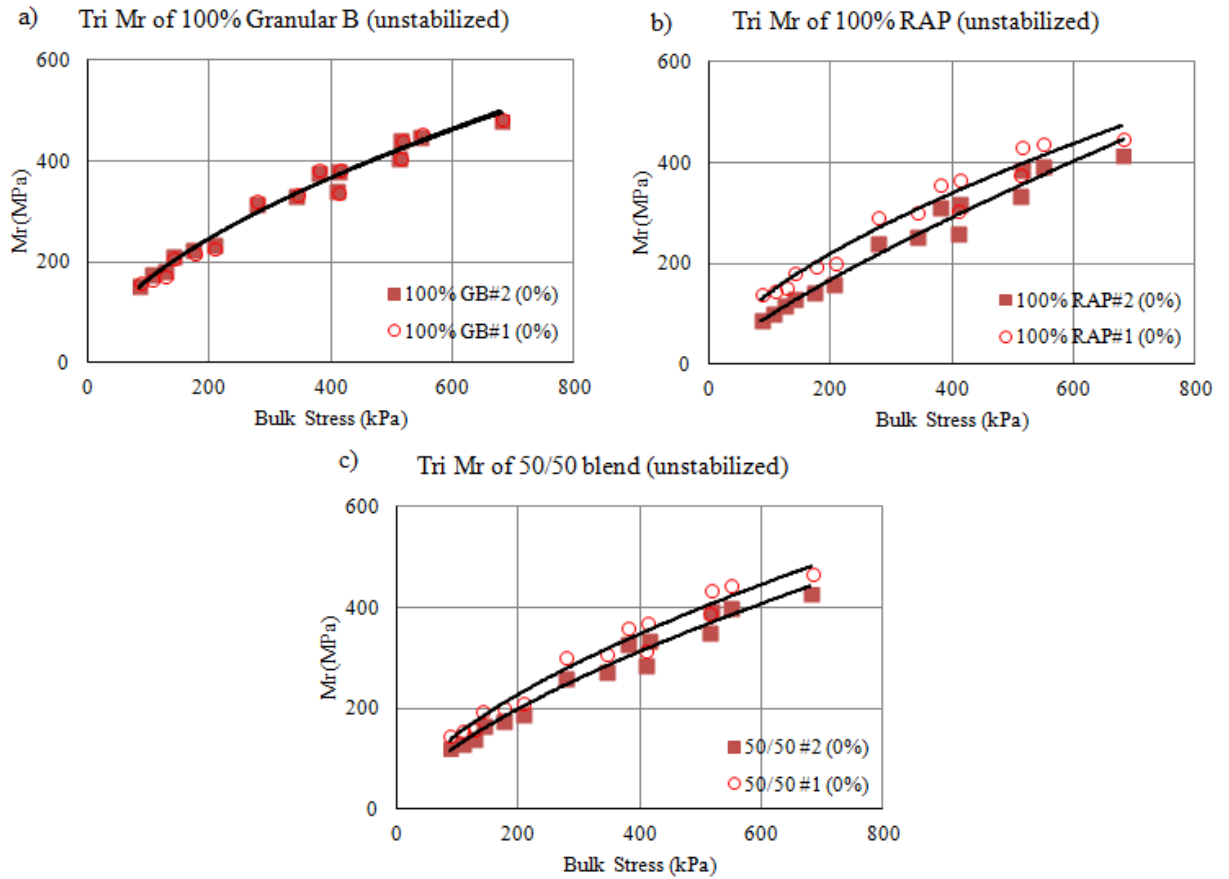 a) Tri Mr of 100% Granular B (unstabilized)
600
400
200
0
Mr (MPa)
100% GB#2 (0%)
100% GB#1 (0%)
0 200 400 600 800
Bulk Stress (kPa)
b) Tri Mr of 100% RAP (unstabilized)
600
400
200
0
Mr (MPa)
100% RAP#2 (0%)
100% RAP#1 (0%)
0 200 400 600 800
Bulk Stress (kPa)
c) Tri Mr of 50/50 blend (unstabilized)
600
400
200
0
Mr (MPa)
50/50 #2 (0%)
50/50 #1 (0%)
0 200 400 600 800
Bulk Stress (kPa)